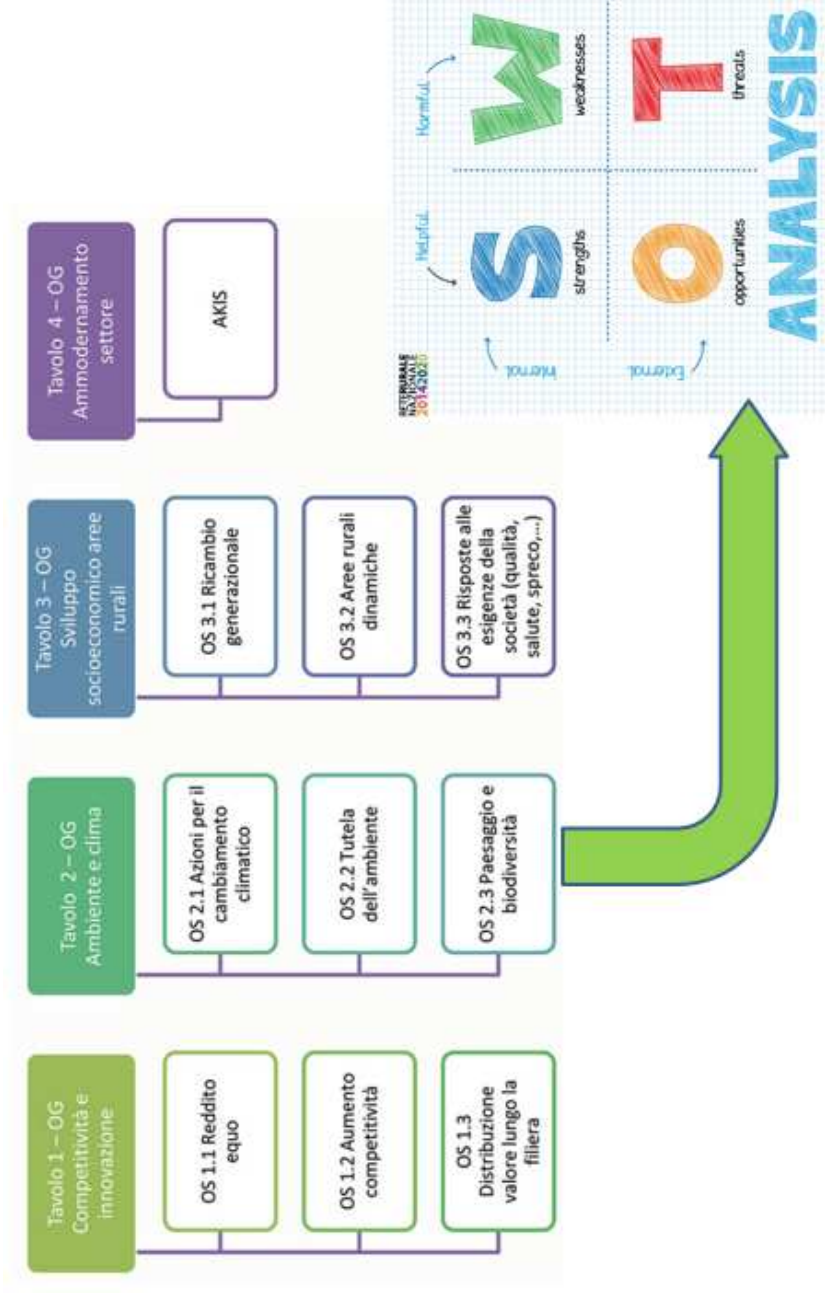 Tavolo 1 – OG
Competitività e
innovazione
OS 1.1 Reddito
equo
OS 1.2 Aumento
competitività
OS 1.3
Distribuzione
valore lungo la
filiera
Tavolo 2 – OG
Ambiente e clima
OS 2.1 Azioni per il
cambiamento
climatico
OS 2.2 Tutela
dell'ambiente
OS 2.3 Paesaggio e
biodiversità
Tavolo 3 – OG
Sviluppo
socioeconomico aree
rurali
OS 3.1 Ricambio
generazionale
OS 3.2 Aree rurali
dinamiche
OS 3.3 Risposte alle
esigenze della
società (qualità,
salute, spreco,...)
Tavolo 4 – OG
Ammodernamento
settore
AKIS
RETERURALE
NAZIONALE
20142020
Helpful
Harmful
Internal
S
strengths
W
weaknesses
External
O
opportunities
T
threats
ANALYSIS